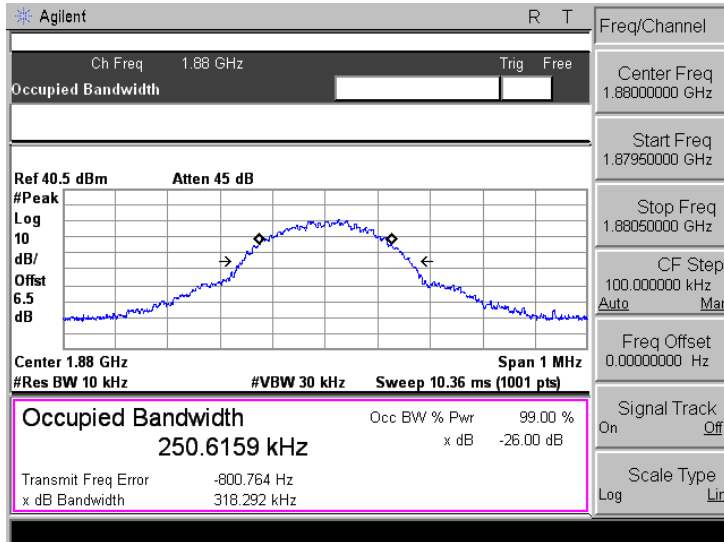 Agilent R T
Ch Freq 1.88 GHz Trig Free
Occupied Bandwidth
Ref 40.5 dBm Atten 45 dB
#Peak
Log
10
dB/
Offst
6.5
dB
Center 1.88 GHz Span 1 MHz
#Res BW 10 kHz #VBW 30 kHz Sweep 10.36 ms (1001 pts)
Occupied Bandwidth
250.6159 kHz
Occ BW % Pwr 99.00 %
x dB -26.00 dB
Transmit Freq Error -800.764 Hz
x dB Bandwidth 318.292 kHz
Freq/Channel
Center Freq
1.88000000 GHz
Start Freq
1.87950000 GHz
Stop Freq
1.88050000 GHz
CF Step
100.000000 kHz
Auto Mar
Freq Offset
0.00000000 Hz
Signal Track
On Off
Scale Type
Log Lin